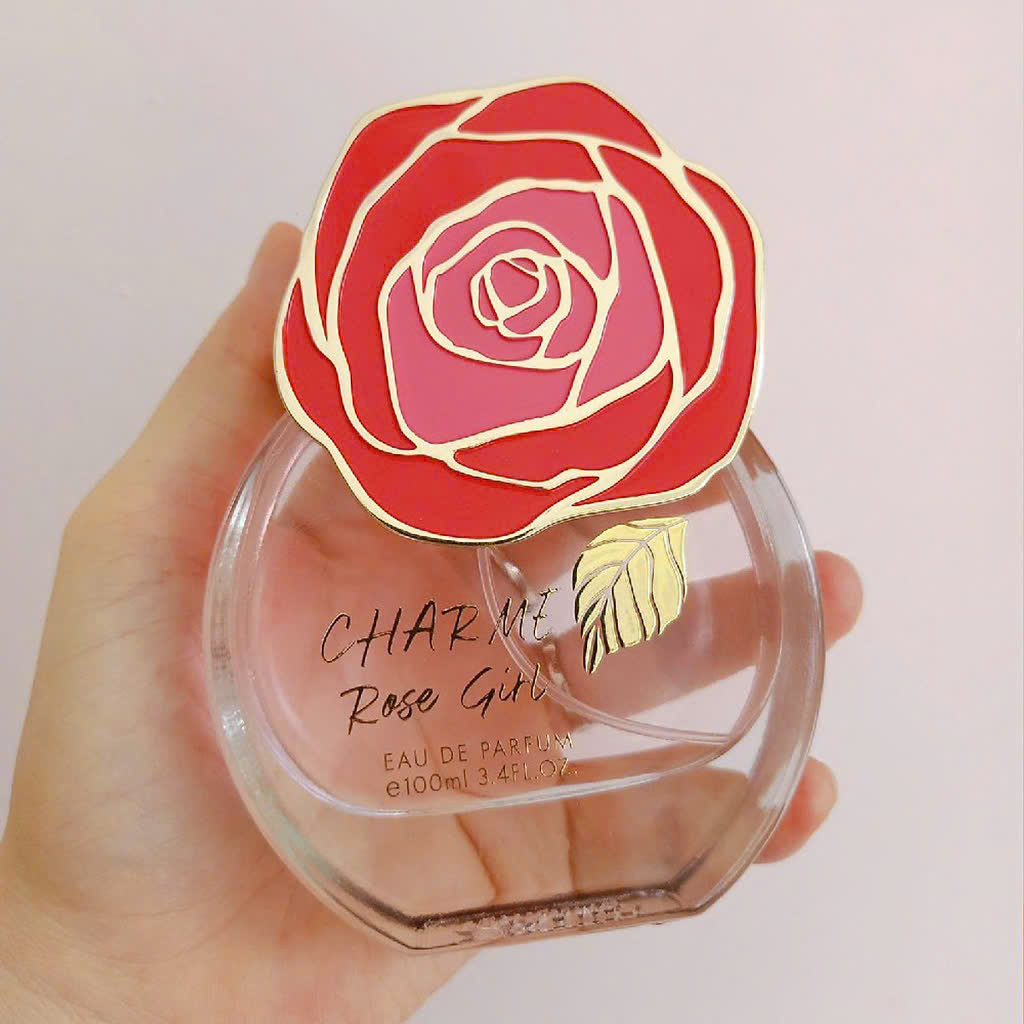 CHARME
Rose Girl
EAU DE PARFUM
e100ml 3.4FL.OZ.